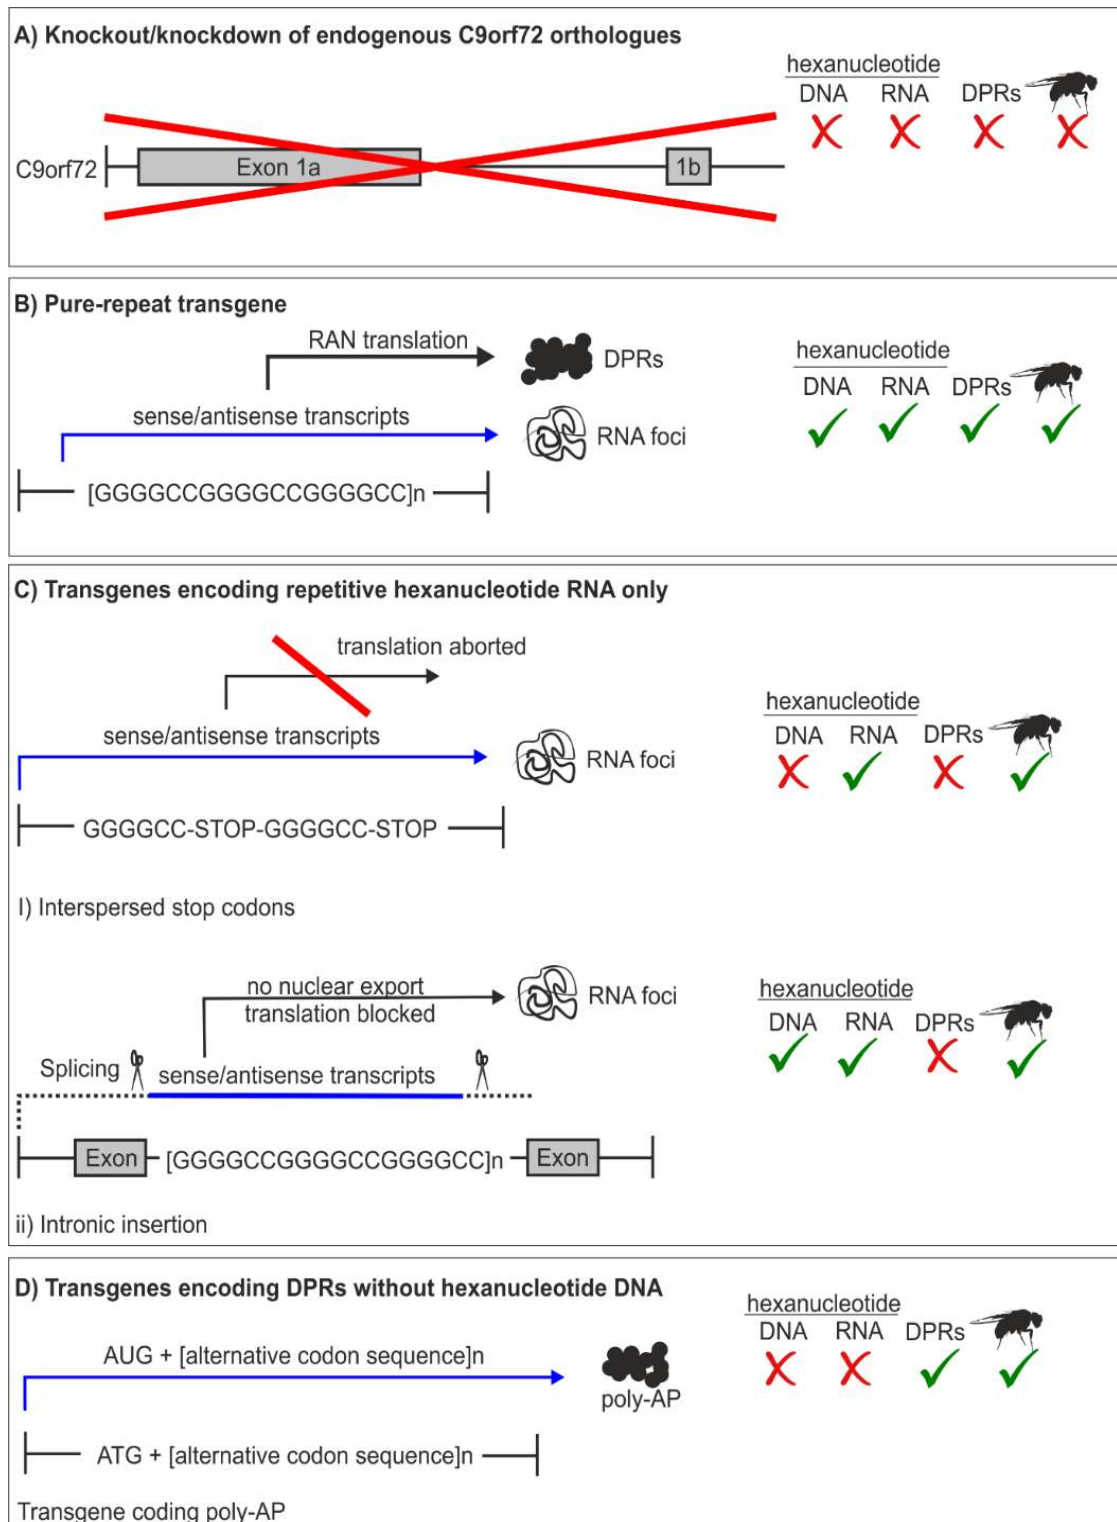 A) Knockout/knockdown of endogenous C9orf72 orthologues
hexanucleotide
DNA RNA DPRs
C9orf72 Exon 1a 1b
B) Pure-repeat transgene
RAN translation
DPRs
hexanucleotide
DNA RNA DPRs
sense/antisense transcripts
RNA foci
[GGGGCCGGGGCCGGGGCC]n
C) Transgenes encoding repetitive hexanucleotide RNA only
translation aborted
hexanucleotide
DNA RNA DPRs
sense/antisense transcripts
RNA foci
GGGGCC-STOP-GGGGCC-STOP
I) Interspersed stop codons
no nuclear export
translation blocked
RNA foci
hexanucleotide
DNA RNA DPRs
Splicing sense/antisense transcripts
Exon [GGGGCCGGGGCCGGGGCC]n Exon
ii) Intronic insertion
D) Transgenes encoding DPRs without hexanucleotide DNA
hexanucleotide
DNA RNA DPRs
AUG + [alternative codon sequence]n
poly-AP
ATG + [alternative codon sequence]n
Transgene coding poly-AP